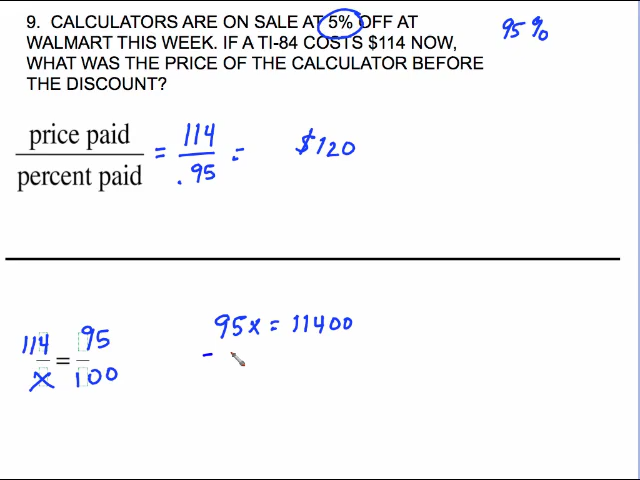 9. CALCULATORS ARE ON SALE AT 5% OFF AT
WALMART THIS WEEK. IF A TI-84 COSTS $114 NOW,
WHAT WAS THE PRICE OF THE CALCULATOR BEFORE
THE DISCOUNT?
95%
price paid / percent paid = 114 / .95 = $120
114 / x = 95 / 100
95x = 11400
-